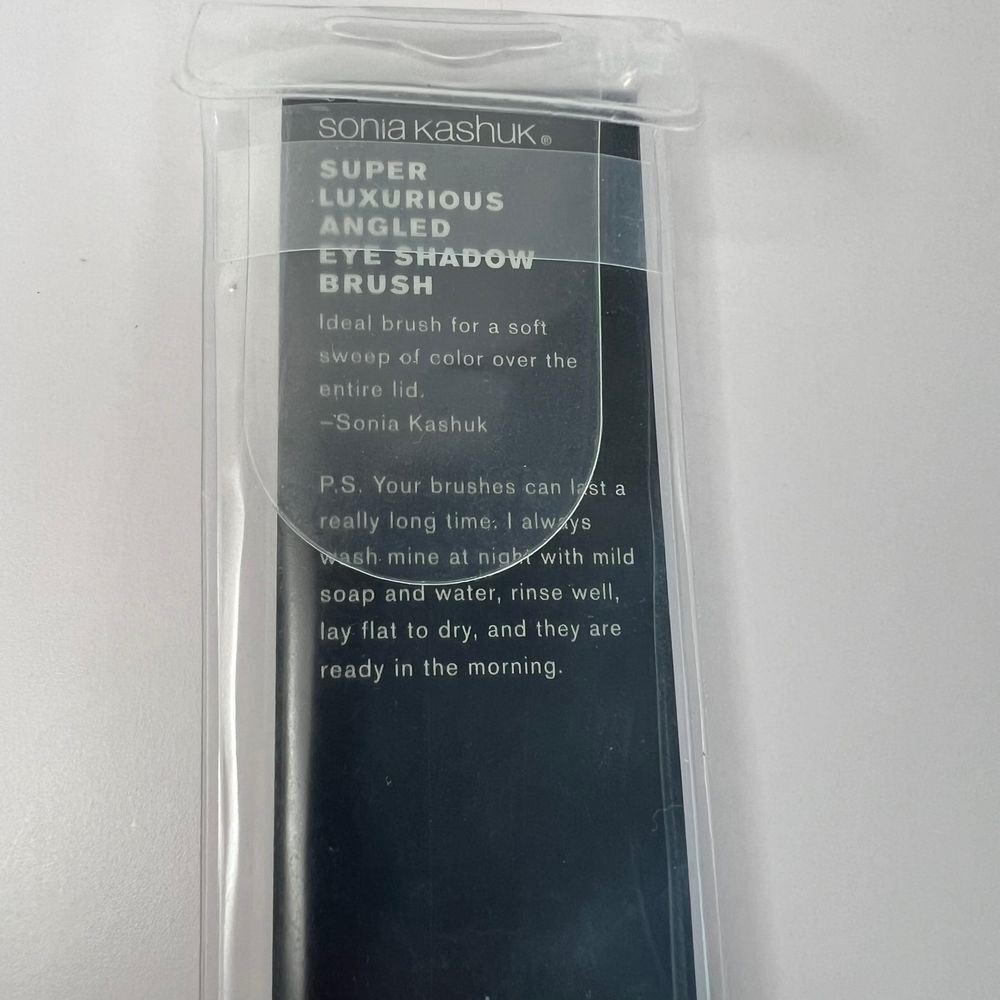 sonia kashuk®
SUPER
LUXURIOUS
ANGLED
EYE SHADOW
BRUSH
Ideal brush for a soft
sweep of color over the
entire lid.
–Sonia Kashuk
P.S. Your brushes can last a
really long time. I always
wash mine at night with mild
soap and water, rinse well,
lay flat to dry, and they are
ready in the morning.